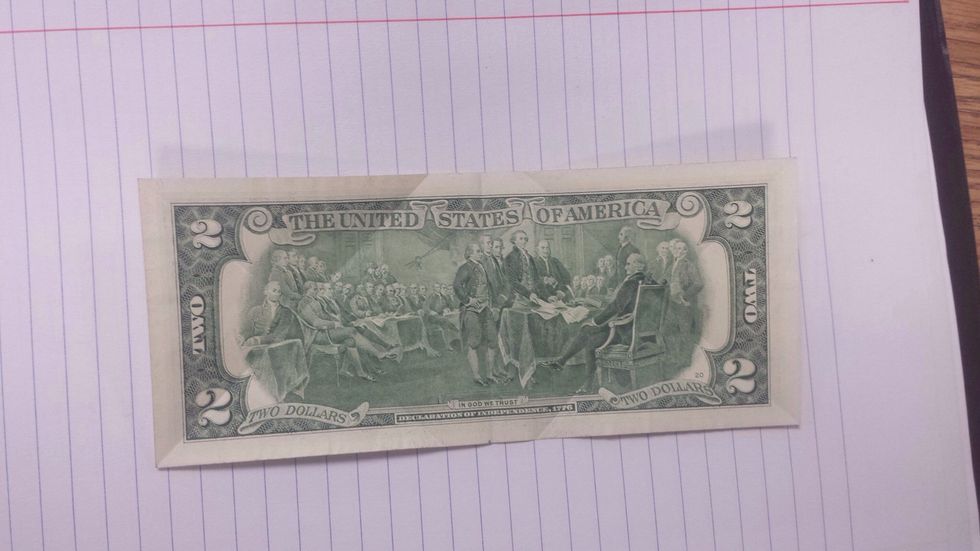 2 THE UNITED STATES OF AMERICA 2
TWO TWO
2 2
20
TWO DOLLARS IN GOD WE TRUST TWO DOLLARS
DECLARATION OF INDEPENDENCE, 1776